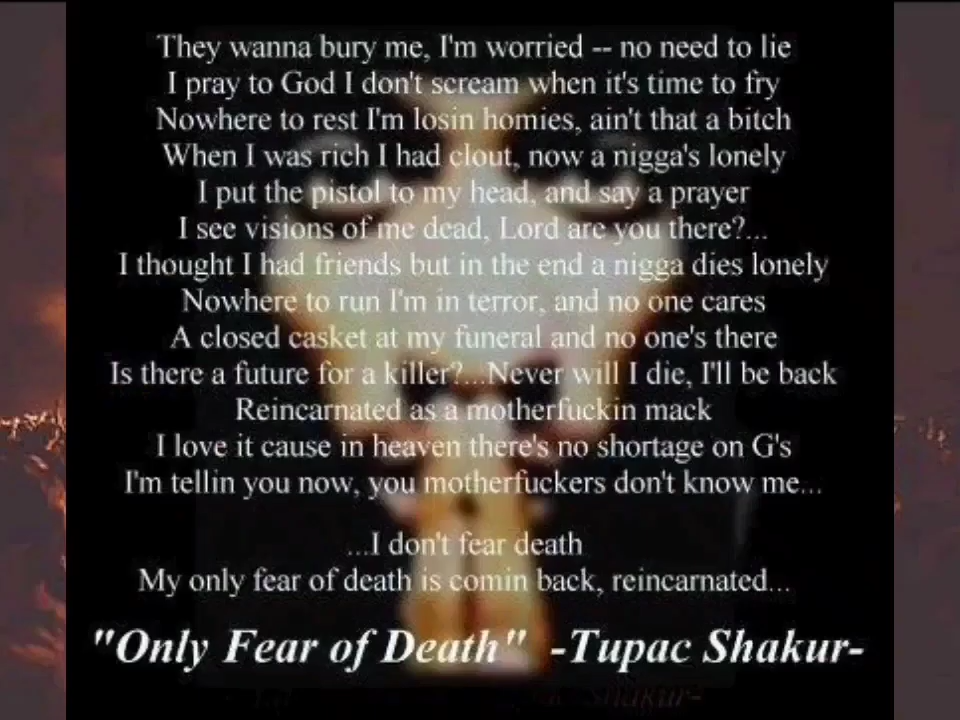 They wanna bury me, I'm worried -- no need to lie
I pray to God I don't scream when it's time to fry
Nowhere to rest I'm losin homies, ain't that a bitch
When I was rich I had clout, now a nigga's lonely
I put the pistol to my head, and say a prayer
I see visions of me dead, Lord are you there?...
I thought I had friends but in the end a nigga dies lonely
Nowhere to run I'm in terror, and no one cares
A closed casket at my funeral and no one's there
Is there a future for a killer?...Never will I die, I'll be back
Reincarnated as a motherfuckin mack
I love it cause in heaven there's no shortage on G's
I'm tellin you now, you motherfuckers don't know me...
...I don't fear death
My only fear of death is comin back, reincarnated...
"Only Fear of Death" -Tupac Shakur-
Shakur-